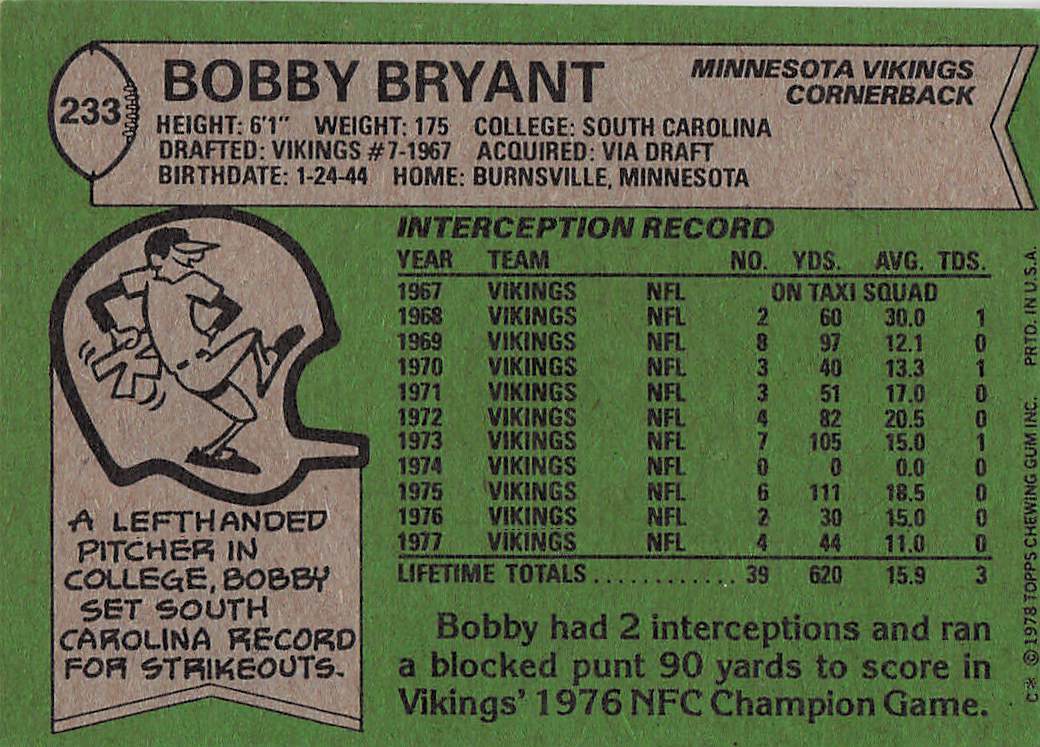 233
BOBBY BRYANT
MINNESOTA VIKINGS
CORNERBACK
HEIGHT: 6'1" WEIGHT: 175 COLLEGE: SOUTH CAROLINA
DRAFTED: VIKINGS #7-1967 ACQUIRED: VIA DRAFT
BIRTHDATE: 1-24-44 HOME: BURNSVILLE, MINNESOTA
INTERCEPTION RECORD
YEAR TEAM NO. YDS. AVG. TDS.
1967 VIKINGS NFL ON TAXI SQUAD
1968 VIKINGS NFL 2 60 30.0 1
1969 VIKINGS NFL 8 97 12.1 0
1970 VIKINGS NFL 3 40 13.3 1
1971 VIKINGS NFL 3 51 17.0 0
1972 VIKINGS NFL 4 82 20.5 0
1973 VIKINGS NFL 7 105 15.0 1
1974 VIKINGS NFL 0 0 0.0 0
1975 VIKINGS NFL 6 111 18.5 0
1976 VIKINGS NFL 2 30 15.0 0
1977 VIKINGS NFL 4 44 11.0 0
LIFETIME TOTALS............ 39 620 15.9 3
K
A LEFTHANDED
PITCHER IN
COLLEGE, BOBBY
SET SOUTH
CAROLINA RECORD
FOR STRIKEOUTS.
Bobby had 2 interceptions and ran
a blocked punt 90 yards to score in
Vikings' 1976 NFC Champion Game.
C* ©1978 TOPPS CHEWING GUM INC. PRTD. IN U.S.A.